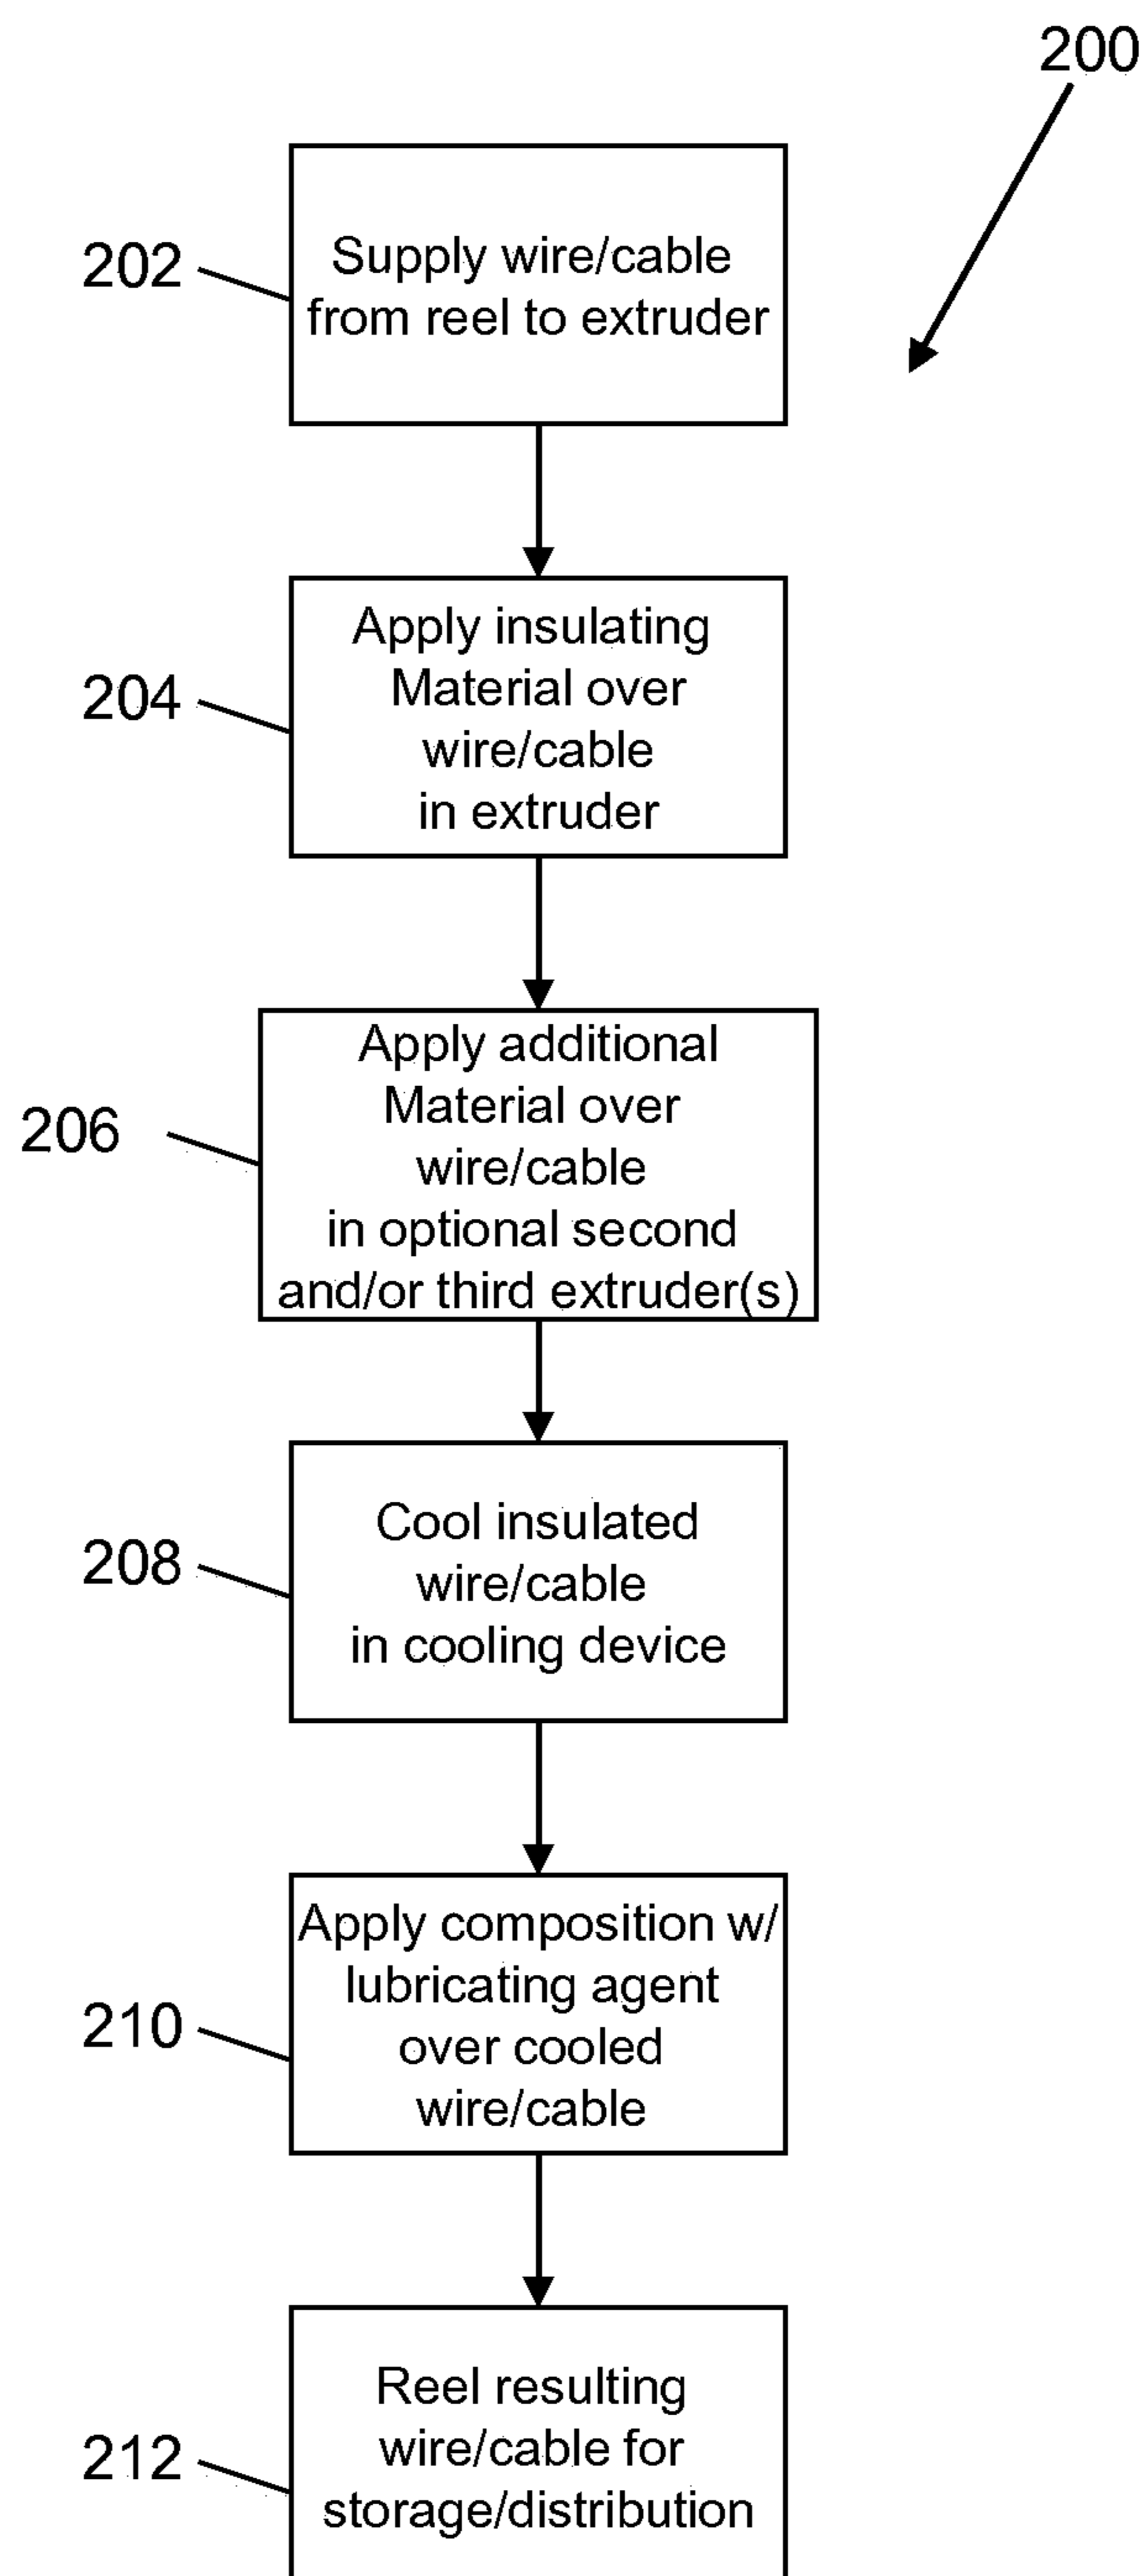 200
202
Supply wire/cable
from reel to extruder
204
Apply insulating
Material over
wire/cable
in extruder
206
Apply additional
Material over
wire/cable
in optional second
and/or third extruder(s)
208
Cool insulated
wire/cable
in cooling device
210
Apply composition w/
lubricating agent
over cooled
wire/cable
212
Reel resulting
wire/cable for
storage/distribution